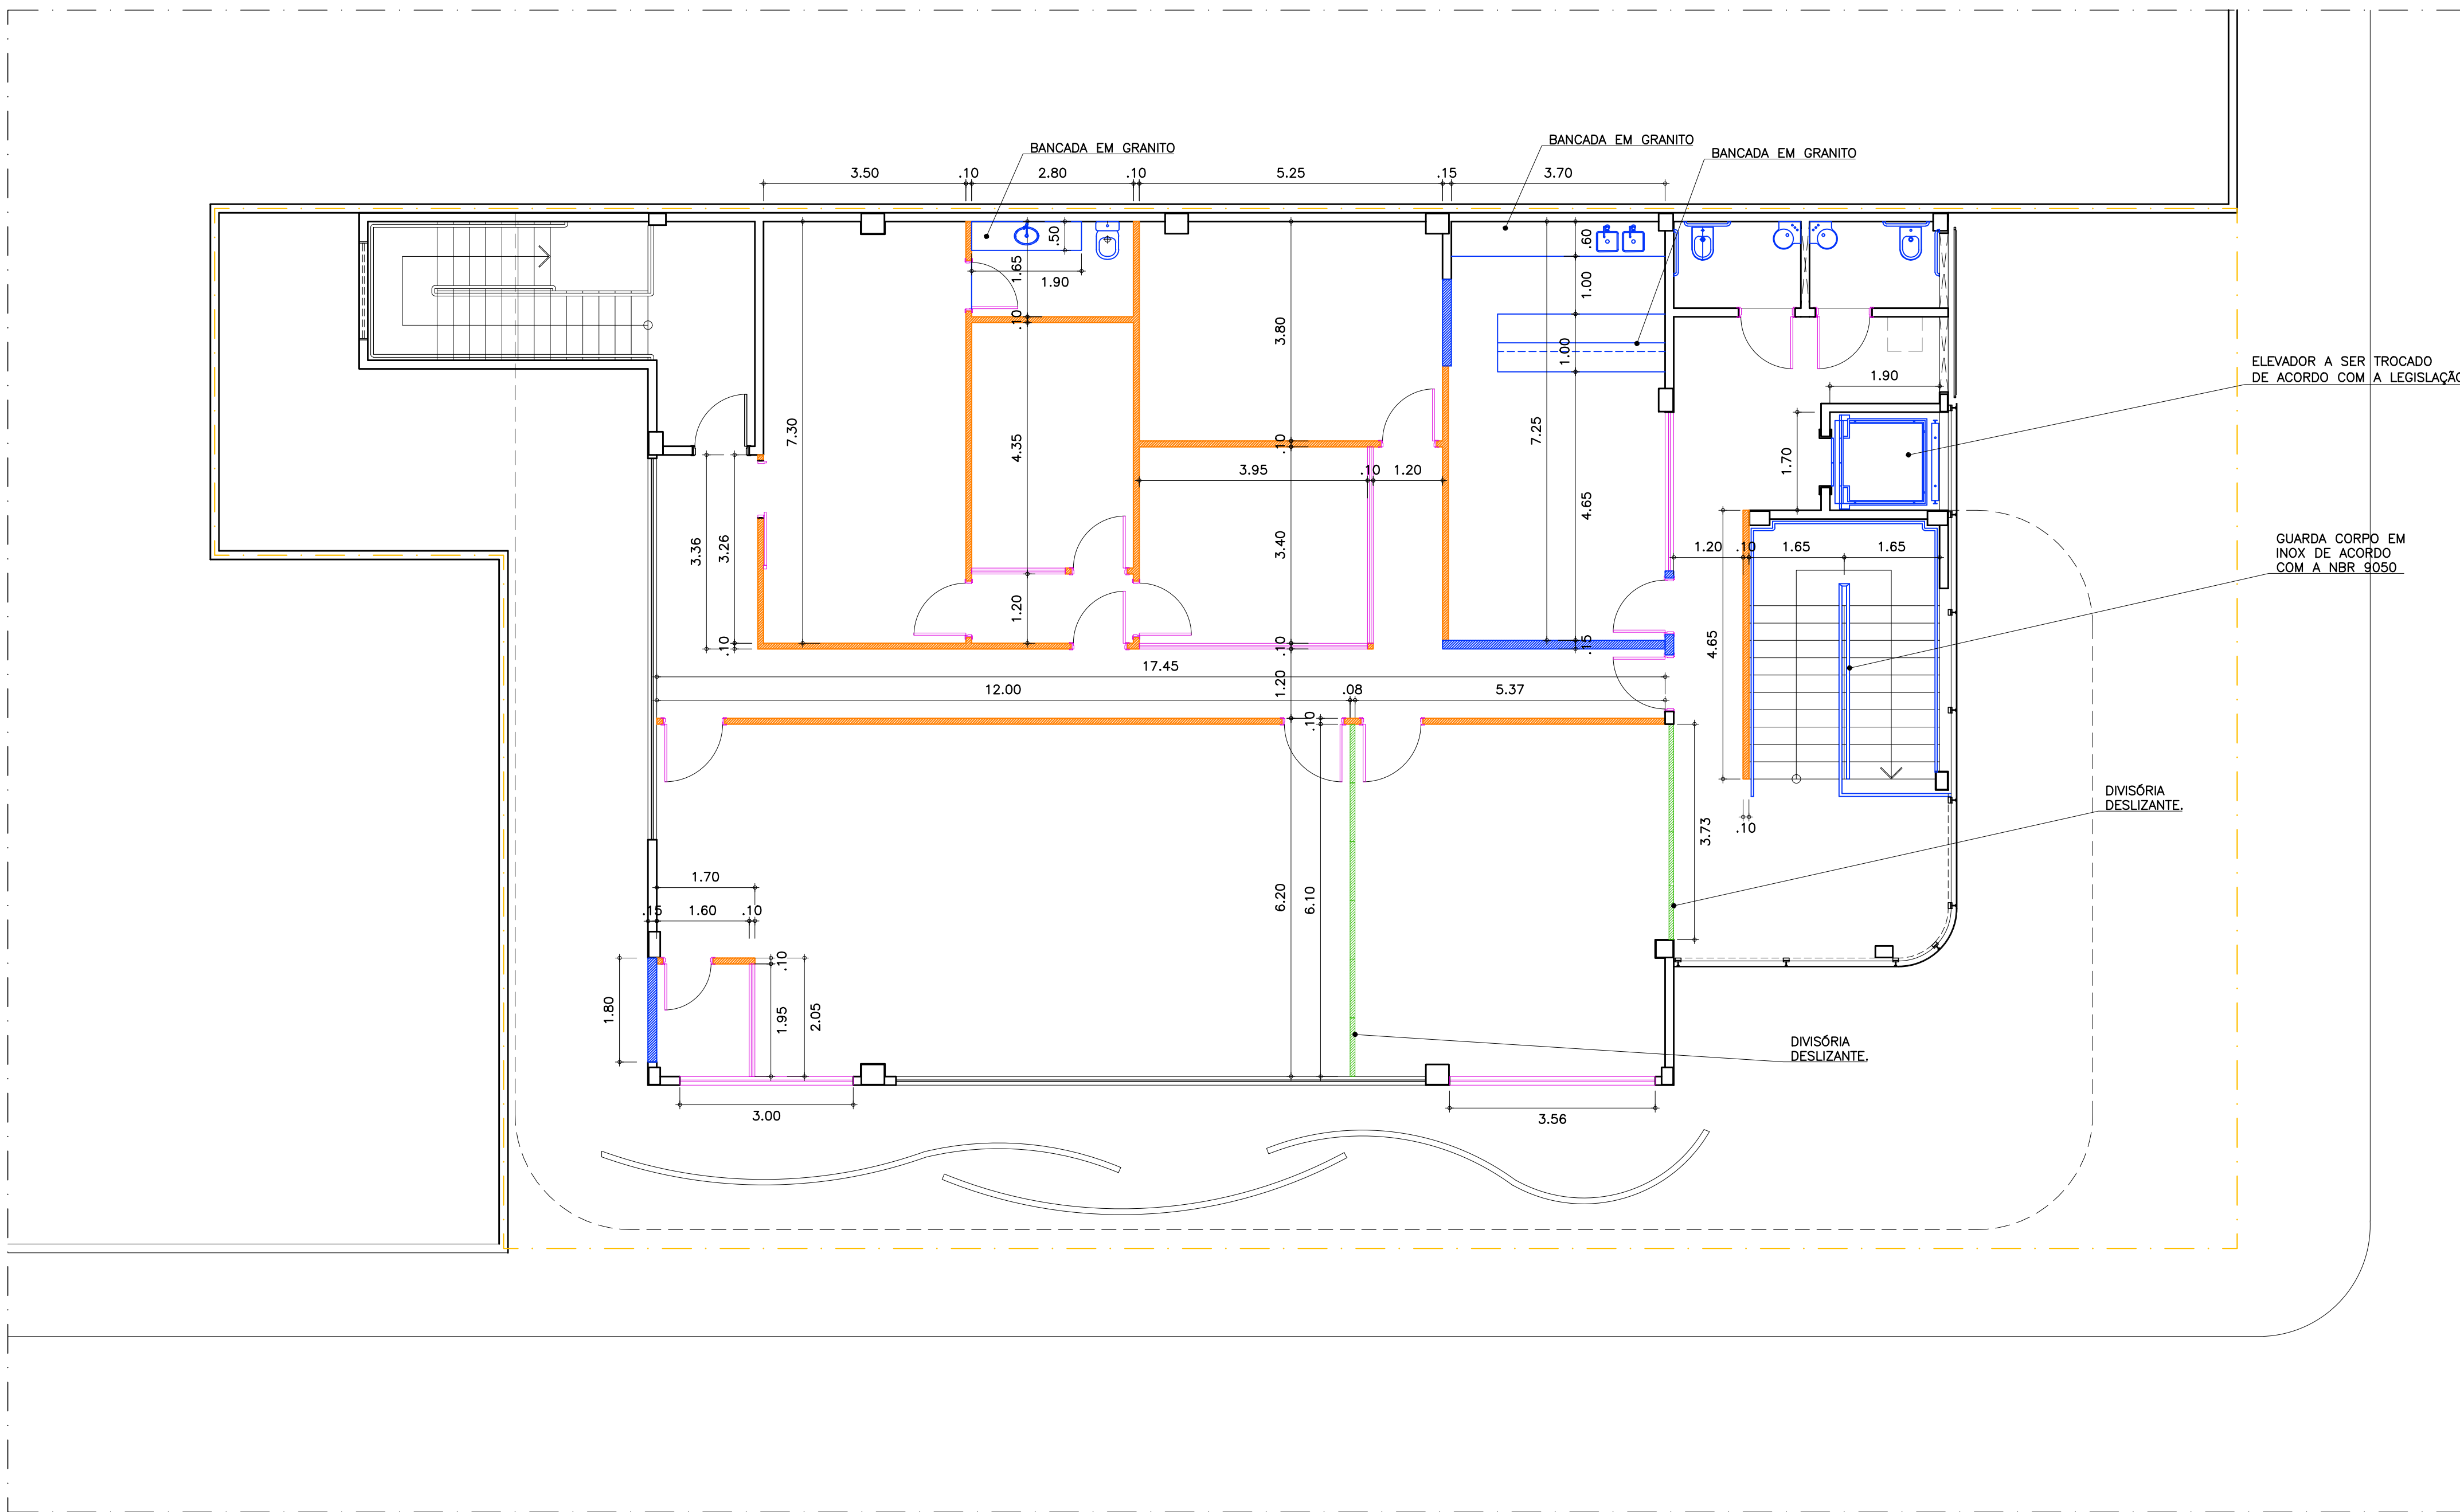 BANCADA EM GRANITO
BANCADA EM GRANITO
BANCADA EM GRANITO
3.50 .10 2.80 .10 5.25 .15 3.70
.50
1.65
1.90
.10
.60
1.00
1.00
3.80
7.30
4.35
7.25
.10
3.95 .10 1.20
4.65
3.40
1.20
3.36
3.26
.10
.10
.15
1.90
1.70
ELEVADOR A SER TROCADO
DE ACORDO COM A LEGISLAÇÃO
1.20 .10 1.65 1.65
4.65
GUARDA CORPO EM
INOX DE ACORDO
COM A NBR 9050
17.45
1.20
12.00 .08 5.37
.10
3.73
.10
DIVISÓRIA
DESLIZANTE.
6.20
6.10
1.70
.15 1.60 .10
.10
1.80
1.95
2.05
DIVISÓRIA
DESLIZANTE.
3.00
3.56